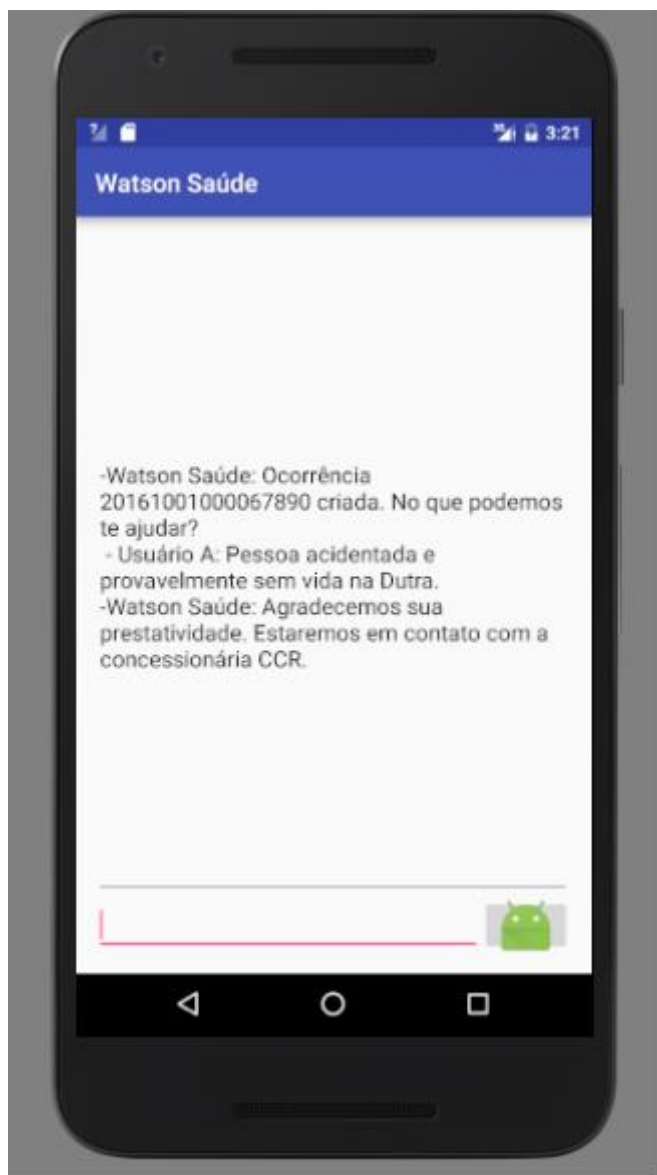 3:21
Watson Saúde
-Watson Saúde: Ocorrência
20161001000067890 criada. No que podemos
te ajudar?
- Usuário A: Pessoa acidentada e
provavelmente sem vida na Dutra.
-Watson Saúde: Agradecemos sua
prestatividade. Estaremos em contato com a
concessionária CCR.